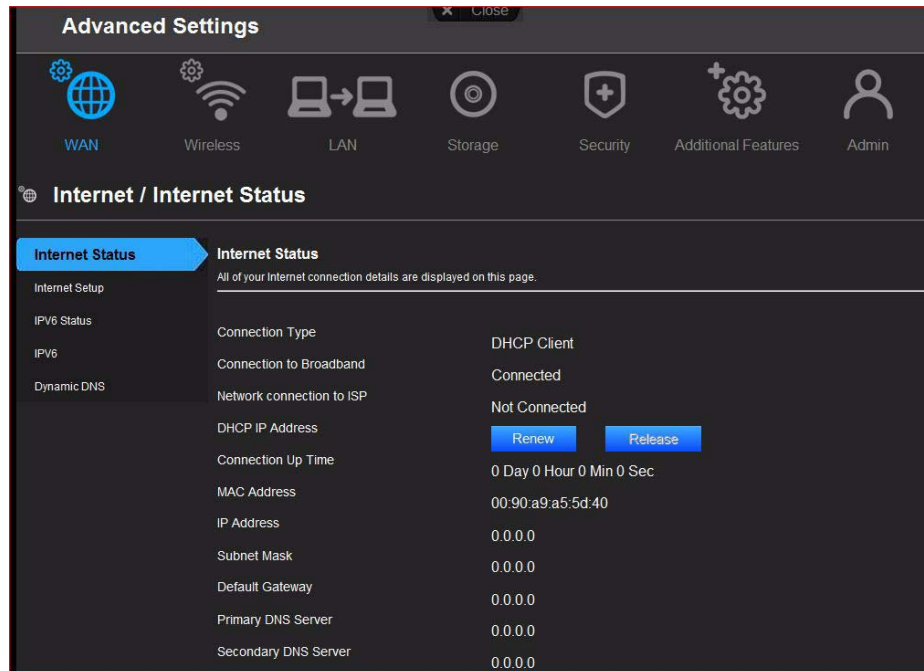 Close
Advanced Settings
WAN
Wireless
LAN
Storage
Security
Additional Features
Admin
Internet / Internet Status
Internet Status
Internet Setup
IPV6 Status
IPV6
Dynamic DNS
Internet Status
All of your Internet connection details are displayed on this page.
Connection Type
DHCP Client
Connection to Broadband
Connected
Network connection to ISP
Not Connected
DHCP IP Address
Renew
Release
Connection Up Time
0 Day 0 Hour 0 Min 0 Sec
MAC Address
00:90:a9:a5:5d:40
IP Address
0.0.0.0
Subnet Mask
0.0.0.0
Default Gateway
0.0.0.0
Primary DNS Server
0.0.0.0
Secondary DNS Server
0.0.0.0